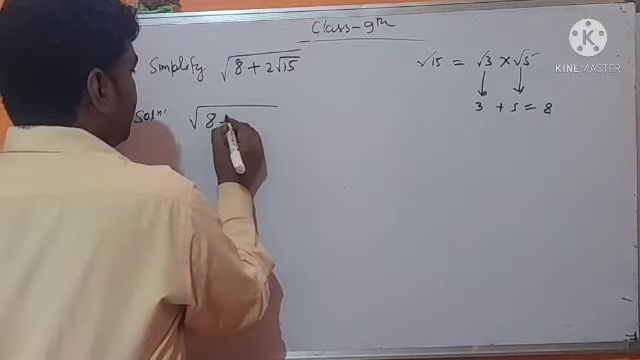 Class-9th
Simplify √8+2√15
√15 = √3 x √5
3 + 5 = 8
Soln: √8+
KINEMASTER